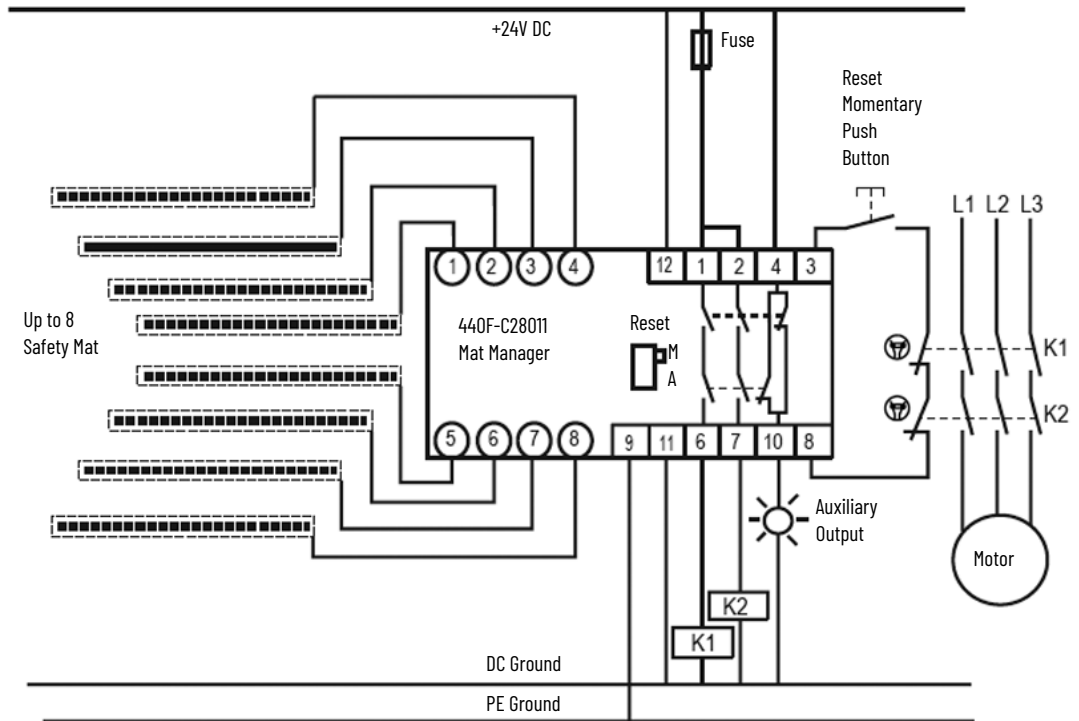 +24V DC
Fuse
Reset
Momentary
Push
Button
L1 L2 L3
1 2 3 4
12 1 2 4 3
Up to 8
Safety Mat
440F-C28011
Mat Manager
Reset
M
A
K1
K2
5 6 7 8
9 11 6 7 10 8
Auxiliary
Output
Motor
K2
K1
DC Ground
PE Ground